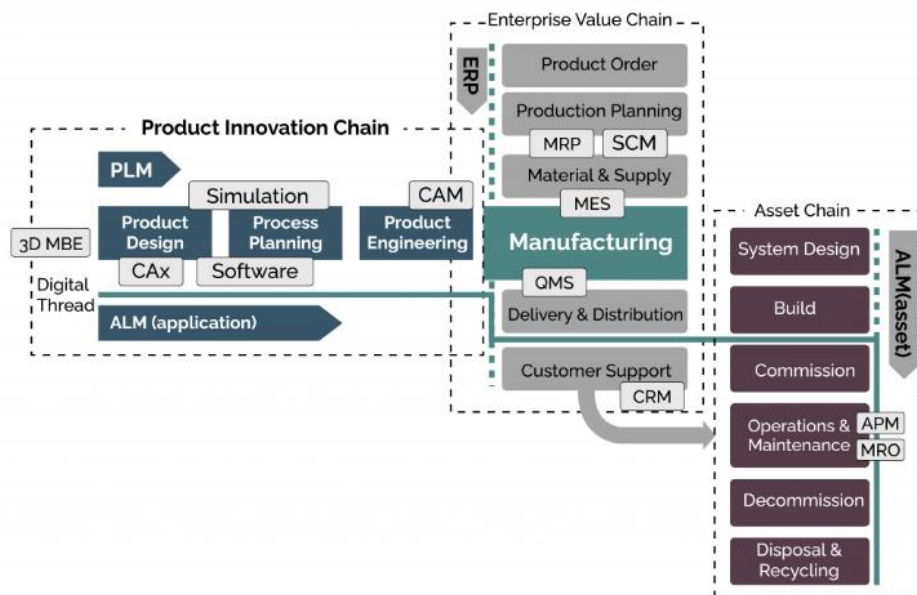 Enterprise Value Chain
ERP
Product Order
Production Planning
MRP
SCM
Material & Supply
MES
Manufacturing
QMS
Delivery & Distribution
Customer Support
CRM
Product Innovation Chain
PLM
Simulation
CAM
Product
Design
Process
Planning
Product
Engineering
3D MBE
CAx
Software
Digital
Thread
ALM (application)
Asset Chain
System Design
ALM(asset)
Build
Commission
Operations &
Maintenance
APM
MRO
Decommission
Disposal &
Recycling